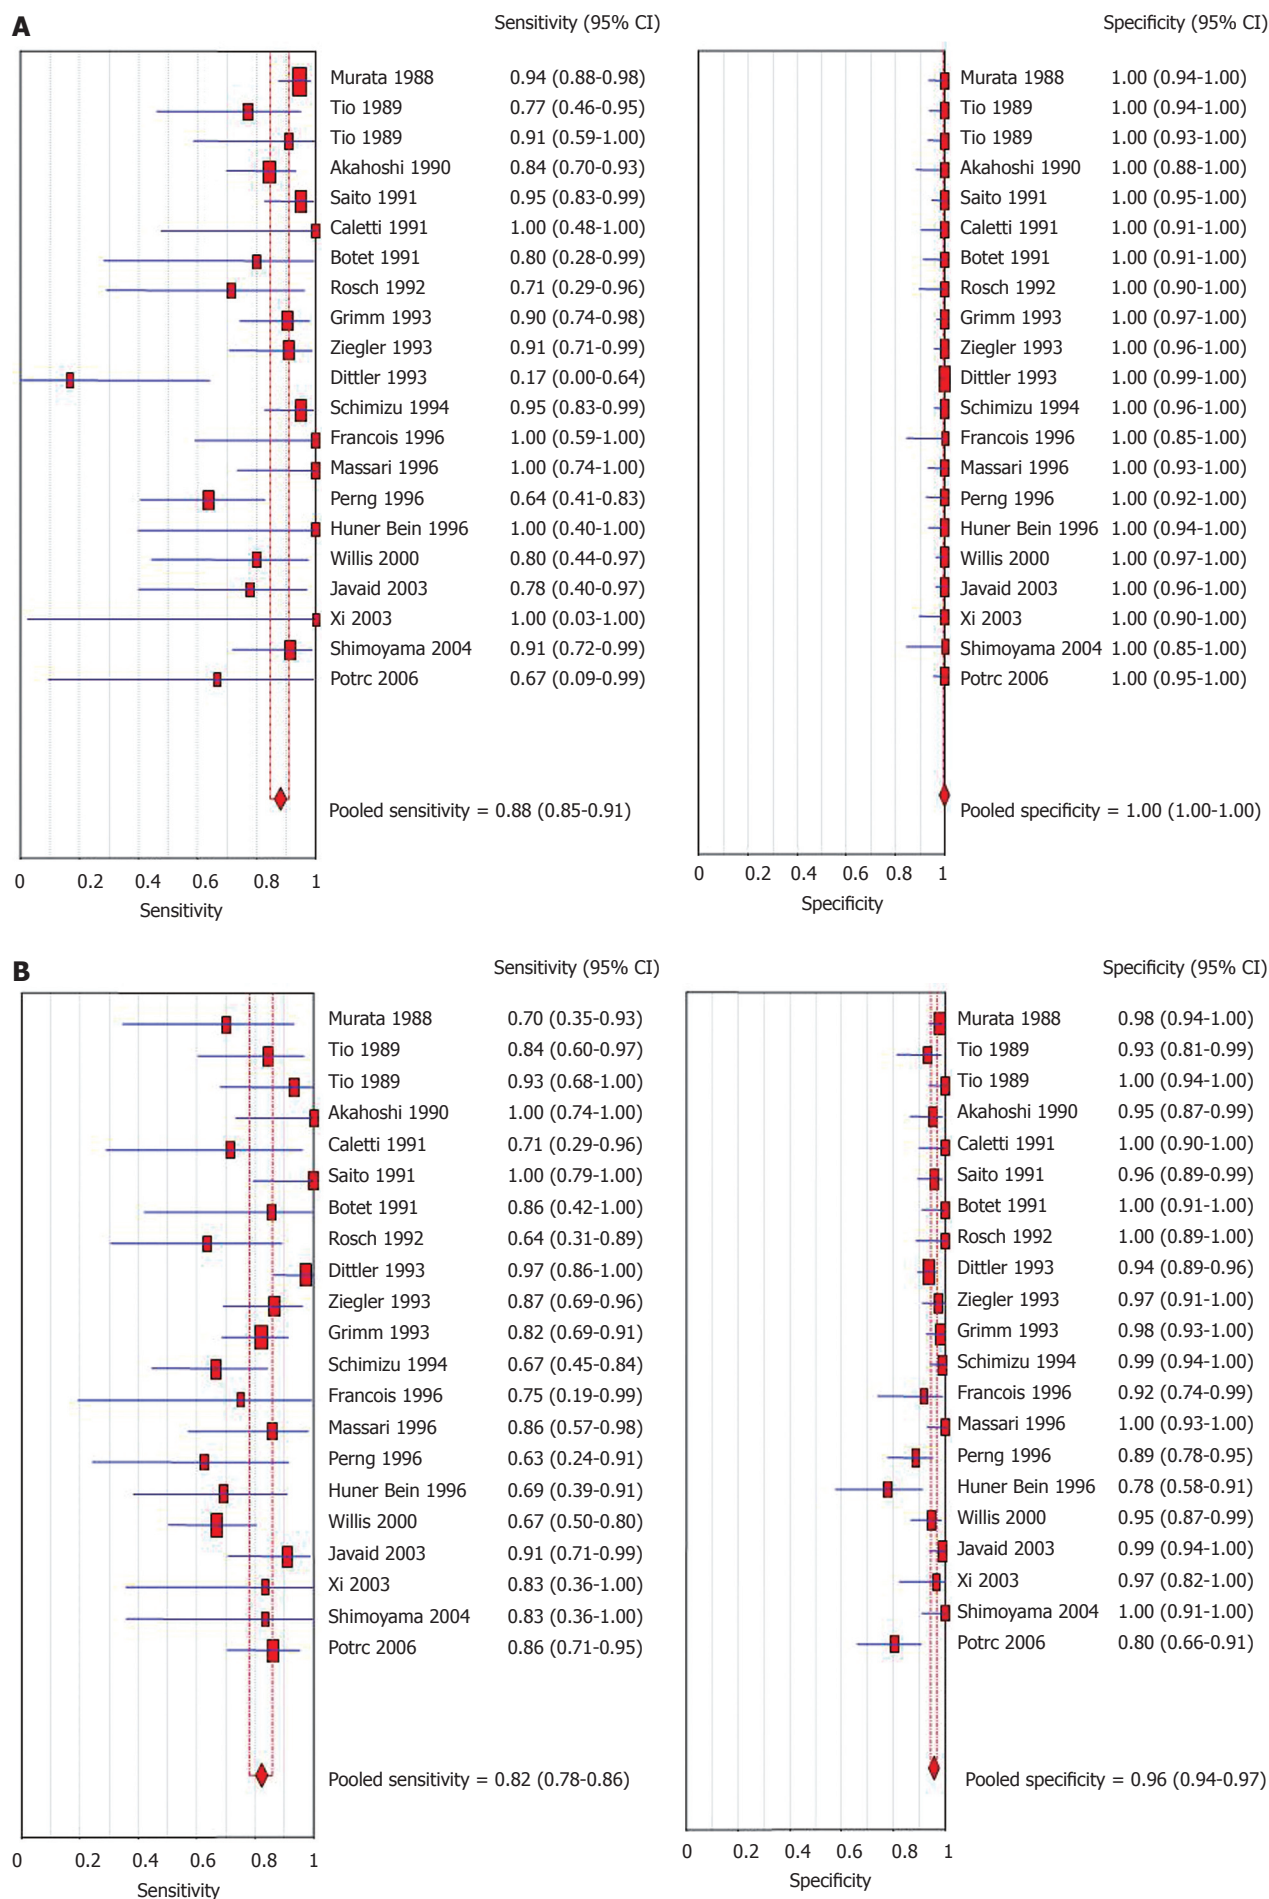 A
Sensitivity (95% CI)
Specificity (95% CI)
Murata 1988 0.94 (0.88-0.98) Murata 1988 1.00 (0.94-1.00)
Tio 1989 0.77 (0.46-0.95) Tio 1989 1.00 (0.94-1.00)
Tio 1989 0.91 (0.59-1.00) Tio 1989 1.00 (0.93-1.00)
Akahoshi 1990 0.84 (0.70-0.93) Akahoshi 1990 1.00 (0.88-1.00)
Saito 1991 0.95 (0.83-0.99) Saito 1991 1.00 (0.95-1.00)
Caletti 1991 1.00 (0.48-1.00) Caletti 1991 1.00 (0.91-1.00)
Botet 1991 0.80 (0.28-0.99) Botet 1991 1.00 (0.91-1.00)
Rosch 1992 0.71 (0.29-0.96) Rosch 1992 1.00 (0.90-1.00)
Grimm 1993 0.90 (0.74-0.98) Grimm 1993 1.00 (0.97-1.00)
Ziegler 1993 0.91 (0.71-0.99) Ziegler 1993 1.00 (0.96-1.00)
Dittler 1993 0.17 (0.00-0.64) Dittler 1993 1.00 (0.99-1.00)
Schimizu 1994 0.95 (0.83-0.99) Schimizu 1994 1.00 (0.96-1.00)
Francois 1996 1.00 (0.59-1.00) Francois 1996 1.00 (0.85-1.00)
Massari 1996 1.00 (0.74-1.00) Massari 1996 1.00 (0.93-1.00)
Perng 1996 0.64 (0.41-0.83) Perng 1996 1.00 (0.92-1.00)
Huner Bein 1996 1.00 (0.40-1.00) Huner Bein 1996 1.00 (0.94-1.00)
Willis 2000 0.80 (0.44-0.97) Willis 2000 1.00 (0.97-1.00)
Javaid 2003 0.78 (0.40-0.97) Javaid 2003 1.00 (0.96-1.00)
Xi 2003 1.00 (0.03-1.00) Xi 2003 1.00 (0.90-1.00)
Shimoyama 2004 0.91 (0.72-0.99) Shimoyama 2004 1.00 (0.85-1.00)
Potrc 2006 0.67 (0.09-0.99) Potrc 2006 1.00 (0.95-1.00)
Pooled sensitivity = 0.88 (0.85-0.91) Pooled specificity = 1.00 (1.00-1.00)
0 0.2 0.4 0.6 0.8 1 0 0.2 0.4 0.6 0.8 1
Sensitivity Specificity
B
Sensitivity (95% CI)
Specificity (95% CI)
Murata 1988 0.70 (0.35-0.93) Murata 1988 0.98 (0.94-1.00)
Tio 1989 0.84 (0.60-0.97) Tio 1989 0.93 (0.81-0.99)
Tio 1989 0.93 (0.68-1.00) Tio 1989 1.00 (0.94-1.00)
Akahoshi 1990 1.00 (0.74-1.00) Akahoshi 1990 0.95 (0.87-0.99)
Caletti 1991 0.71 (0.29-0.96) Caletti 1991 1.00 (0.90-1.00)
Saito 1991 1.00 (0.79-1.00) Saito 1991 0.96 (0.89-0.99)
Botet 1991 0.86 (0.42-1.00) Botet 1991 1.00 (0.91-1.00)
Rosch 1992 0.64 (0.31-0.89) Rosch 1992 1.00 (0.89-1.00)
Dittler 1993 0.97 (0.86-1.00) Dittler 1993 0.94 (0.89-0.96)
Ziegler 1993 0.87 (0.69-0.96) Ziegler 1993 0.97 (0.91-1.00)
Grimm 1993 0.82 (0.69-0.91) Grimm 1993 0.98 (0.93-1.00)
Schimizu 1994 0.67 (0.45-0.84) Schimizu 1994 0.99 (0.94-1.00)
Francois 1996 0.75 (0.19-0.99) Francois 1996 0.92 (0.74-0.99)
Massari 1996 0.86 (0.57-0.98) Massari 1996 1.00 (0.93-1.00)
Perng 1996 0.63 (0.24-0.91) Perng 1996 0.89 (0.78-0.95)
Huner Bein 1996 0.69 (0.39-0.91) Huner Bein 1996 0.78 (0.58-0.91)
Willis 2000 0.67 (0.50-0.80) Willis 2000 0.95 (0.87-0.99)
Javaid 2003 0.91 (0.71-0.99) Javaid 2003 0.99 (0.94-1.00)
Xi 2003 0.83 (0.36-1.00) Xi 2003 0.97 (0.82-1.00)
Shimoyama 2004 0.83 (0.36-1.00) Shimoyama 2004 1.00 (0.91-1.00)
Potrc 2006 0.86 (0.71-0.95) Potrc 2006 0.80 (0.66-0.91)
Pooled sensitivity = 0.82 (0.78-0.86) Pooled specificity = 0.96 (0.94-0.97)
0 0.2 0.4 0.6 0.8 1 0 0.2 0.4 0.6 0.8 1
Sensitivity Specificity